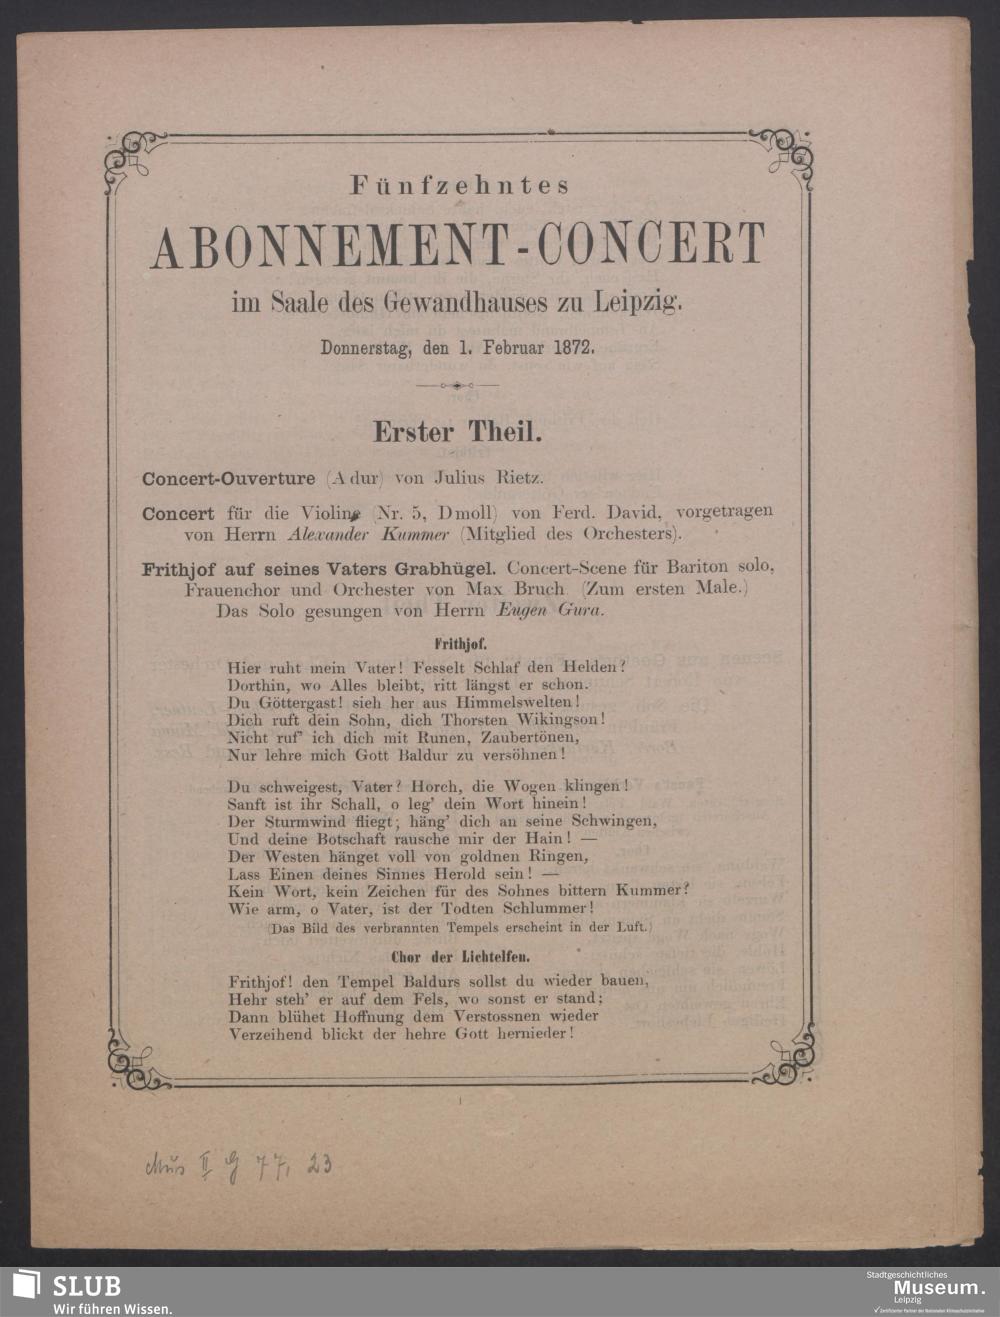 Fünfzehntes
ABONNEMENT-CONCERT
im Saale des Gewandhauses zu Leipzig.
Donnerstag, den 1. Februar 1872.
Erster Theil.
Concert-Ouverture (A dur) von Julius Rietz.
Concert für die Violine (Nr. 5, D moll) von Ferd. David, vorgetragen
von Herrn Alexander Kummer (Mitglied des Orchesters).
Frithjof auf seines Vaters Grabhügel. Concert-Scene für Bariton solo,
Frauenchor und Orchester von Max Bruch (Zum ersten Male.)
Das Solo gesungen von Herrn Eugen Gura.
Frithjof.
Hier ruht mein Vater! Fesselt Schlaf den Helden?
Dorthin, wo Alles bleibt, ritt längst er schon.
Du Göttergast! sieh her aus Himmelswelten!
Dich ruft dein Sohn, dich Thorsten Wikingson!
Nicht ruf' ich dich mit Runen, Zaubertönen,
Nur lehre mich Gott Baldur zu versöhnen!
Du schweigest, Vater? Horch, die Wogen klingen!
Sanft ist ihr Schall, o leg' dein Wort hinein!
Der Sturmwind fliegt; häng' dich an seine Schwingen,
Und deine Botschaft rausche mir der Hain! —
Der Westen hänget voll von goldnen Ringen,
Lass Einen deines Sinnes Herold sein! —
Kein Wort, kein Zeichen für des Sohnes bittern Kummer?
Wie arm, o Vater, ist der Todten Schlummer!
(Das Bild des verbrannten Tempels erscheint in der Luft.)
Chor der Lichtelfen.
Frithjof! den Tempel Baldurs sollst du wieder bauen,
Hehr steh' er auf dem Fels, wo sonst er stand;
Dann blühet Hoffnung dem Verstossnen wieder
Verzeihend blickt der hehre Gott hernieder!
1
Mus II G 77, 23
SLUB
Wir führen Wissen.
Stadtgeschichtliches
Museum.
Leipzig
Zertifizierter Partner der Nationalen Klimaschutzinitiative